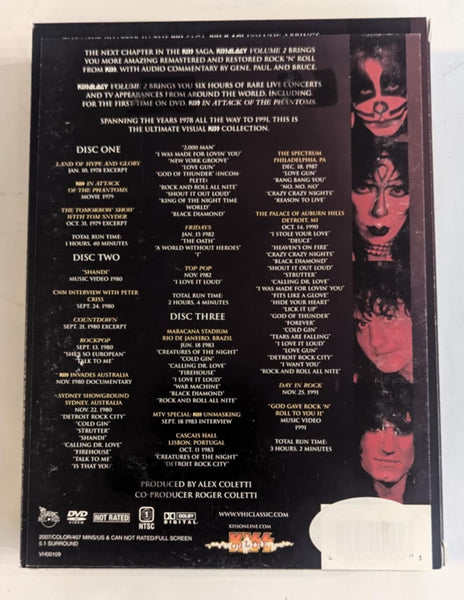 THE NEXT CHAPTER IN THE KISS SAGA, KISSOLOGY VOLUME 2 BRINGS
YOU MORE AMAZING REMASTERED AND RESTORED ROCK 'N' ROLL
FROM KISS, WITH AUDIO COMMENTARY BY GENE, PAUL, AND BRUCE.
KISSOLOGY VOLUME 2 BRINGS YOU SIX HOURS OF RARE LIVE CONCERTS
AND TV APPEARANCES FROM AROUND THE WORLD, INCLUDING
FOR THE FIRST TIME ON DVD, KISS IN ATTACK OF THE PHANTOMS.
SPANNING THE YEARS 1978 ALL THE WAY TO 1991, THIS IS
THE ULTIMATE VISUAL KISS COLLECTION.
DISC ONE
LAND OF HYPE AND GLORY
JAN. 10, 1978 EXCERPT
KISS IN ATTACK
OF THE PHANTOMS
MOVIE 1979
THE TOMORROW SHOW
WITH TOM SNYDER
OCT. 31, 1979 EXCERPT
TOTAL RUN TIME:
1 HOURS, 40 MINUTES
DISC TWO
"SHANDI"
MUSIC VIDEO 1980
CNN INTERVIEW WITH PETER
CRISS
SEPT. 24, 1980
COUNTDOWN
SEPT. 21, 1980 EXCERPT
ROCKPOP
SEPT. 13, 1980
"SHE'S SO EUROPEAN"
"TALK TO ME"
KISS INVADES AUSTRALIA
NOV 1980 DOCUMENTARY
SYDNEY SHOWGROUND
SYDNEY, AUSTRALIA
NOV. 22, 1980
"DETROIT ROCK CITY"
"COLD GIN"
"STRUTTER"
"SHANDI"
"CALLING DR. LOVE"
"FIREHOUSE"
"TALK TO ME"
"IS THAT YOU"
"2,000 MAN"
"I WAS MADE FOR LOVIN' YOU"
"NEW YORK GROOVE"
"LOVE GUN"
"GOD OF THUNDER" (INCOM-
PLETE)
"ROCK AND ROLL ALL NITE"
"SHOUT IT OUT LOUD"
"KING OF THE NIGHT TIME
WORLD"
"BLACK DIAMOND"
FRIDAYS
JAN. 15 1982
"THE OATH"
"A WORLD WITHOUT HEROES"
"I"
TOP POP
NOV. 1982
"I LOVE IT LOUD"
TOTAL RUN TIME:
2 HOURS, 4 MINUTES
DISC THREE
MARACANA STADIUM
RIO DE JANEIRO, BRAZIL
JUN. 18 1983
"CREATURES OF THE NIGHT"
"COLD GIN"
"CALLING DR. LOVE"
"FIREHOUSE"
"I LOVE IT LOUD"
"WAR MACHINE"
"BLACK DIAMOND"
"ROCK AND ROLL ALL NITE"
MTV SPECIAL: KISS UNMASKING
SEPT. 18 1983 INTERVIEW
CASCAIS HALL
LISBON, PORTUGAL
OCT. 11 1983
"CREATURES OF THE NIGHT"
"DETROIT ROCK CITY"
THE SPECTRUM
PHILADELPHIA, PA
DEC. 18, 1987
"LOVE GUN"
"BANG BANG YOU"
"NO, NO, NO"
"CRAZY CRAZY NIGHTS"
"REASON TO LIVE"
THE PALACE OF AUBURN HILLS
DETROIT, MI
OCT. 14, 1990
"I STOLE YOUR LOVE"
"DEUCE"
"HEAVEN'S ON FIRE"
"CRAZY CRAZY NIGHTS"
"BLACK DIAMOND"
"SHOUT IT OUT LOUD"
"STRUTTER"
"CALLING DR. LOVE"
"I WAS MADE FOR LOVIN' YOU"
"FITS LIKE A GLOVE"
"HIDE YOUR HEART"
"LICK IT UP"
"GOD OF THUNDER"
"FOREVER"
"COLD GIN"
"TEARS ARE FALLING"
"I LOVE IT LOUD"
"LOVE GUN"
"DETROIT ROCK CITY"
"I WANT YOU"
"ROCK AND ROLL ALL NITE"
DAY IN ROCK
NOV. 25, 1991
"GOD GAVE ROCK 'N'
ROLL TO YOU II"
MUSIC VIDEO
1991
TOTAL RUN TIME:
3 HOURS, 2 MINUTES
PRODUCED BY ALEX COLETTI
CO-PRODUCER ROGER COLETTI
DVD
VIDEO
NOT RATED
1
NTSC
DOLBY
DIGITAL
WWW.VH1CLASSIC.COM
KISSONLINE.COM
KISS
ONLINE
2007/COLOR/407 MINS/US & CAN NOT RATED/FULL SCREEN
5.1 SURROUND
VH00109
3